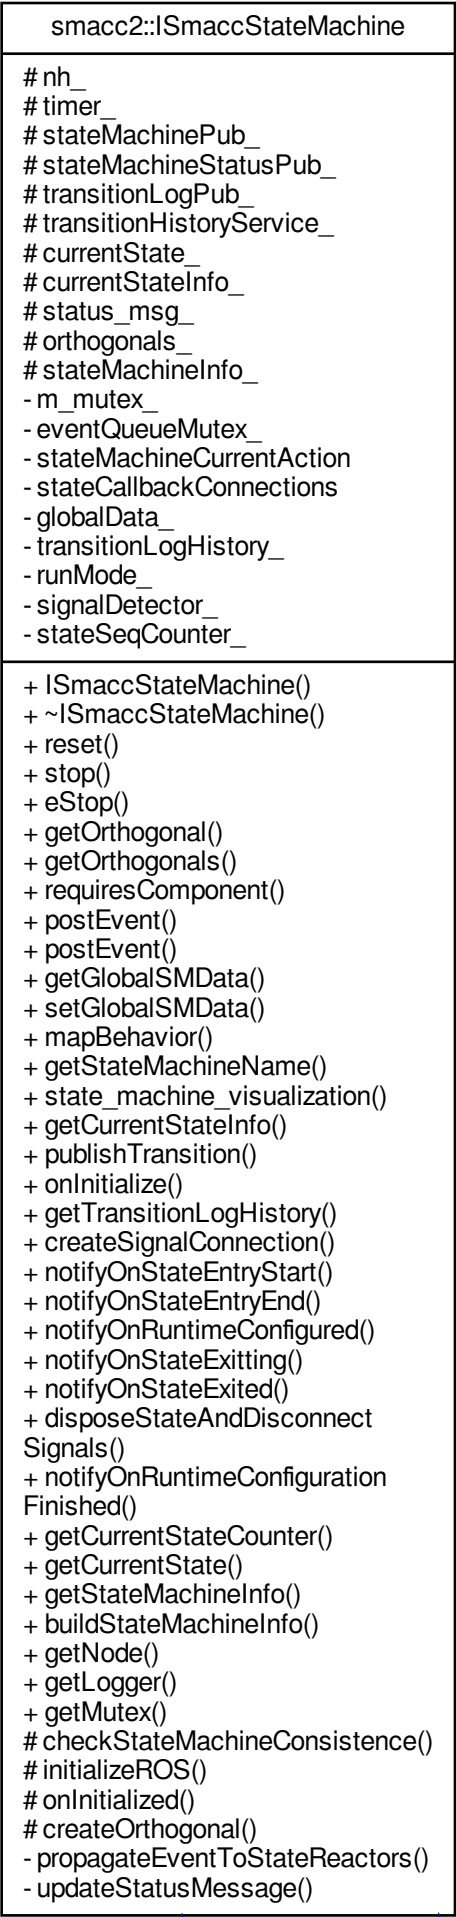 smacc2::ISmaccStateMachine
# nh_
# timer_
# stateMachinePub_
# stateMachineStatusPub_
# transitionLogPub_
# transitionHistoryService_
# currentState_
# currentStateInfo_
# status_msg_
# orthogonals_
# stateMachineInfo_
- m_mutex_
- eventQueueMutex_
- stateMachineCurrentAction
- stateCallbackConnections
- globalData_
- transitionLogHistory_
- runMode_
- signalDetector_
- stateSeqCounter_
+ ISmaccStateMachine()
+ ~ISmaccStateMachine()
+ reset()
+ stop()
+ eStop()
+ getOrthogonal()
+ getOrthogonals()
+ requiresComponent()
+ postEvent()
+ postEvent()
+ getGlobalSMData()
+ setGlobalSMData()
+ mapBehavior()
+ getStateMachineName()
+ state_machine_visualization()
+ getCurrentStateInfo()
+ publishTransition()
+ onInitialize()
+ getTransitionLogHistory()
+ createSignalConnection()
+ notifyOnStateEntryStart()
+ notifyOnStateEntryEnd()
+ notifyOnRuntimeConfigured()
+ notifyOnStateExitting()
+ notifyOnStateExited()
+ disposeStateAndDisconnect
Signals()
+ notifyOnRuntimeConfiguration
Finished()
+ getCurrentStateCounter()
+ getCurrentState()
+ getStateMachineInfo()
+ buildStateMachineInfo()
+ getNode()
+ getLogger()
+ getMutex()
# checkStateMachineConsistence()
# initializeROS()
# onInitialized()
# createOrthogonal()
- propagateEventToStateReactors()
- updateStatusMessage()